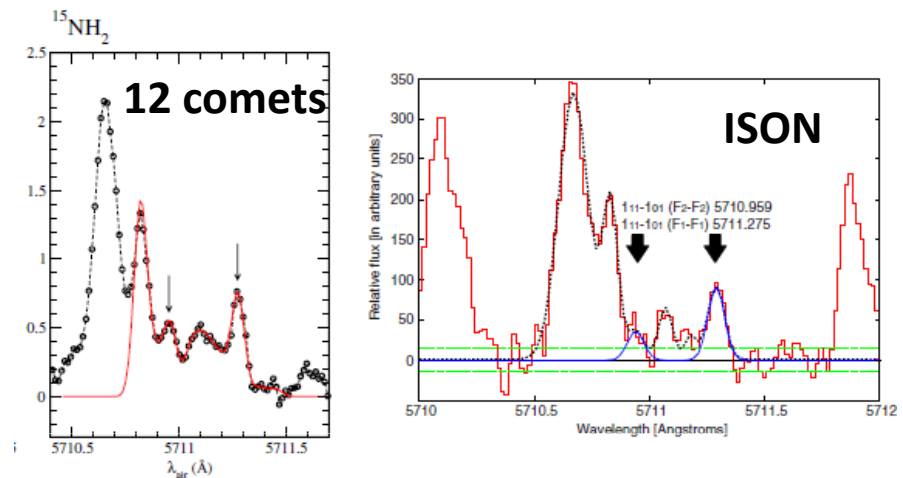 ¹⁵NH₂
12 comets
2.5
2
1.5
1
0.5
0
5710.5
5711
5711.5
λair (Å)
ISON
350
300
250
200
150
100
50
0
-50
Relative flux [in arbitrary units]
1₁₁-1₀₁ (F₂-F₂) 5710.959
1₁₁-1₀₁ (F₁-F₁) 5711.275
5710
5710.5
5711
5711.5
5712
Wavelength [Angstroms]